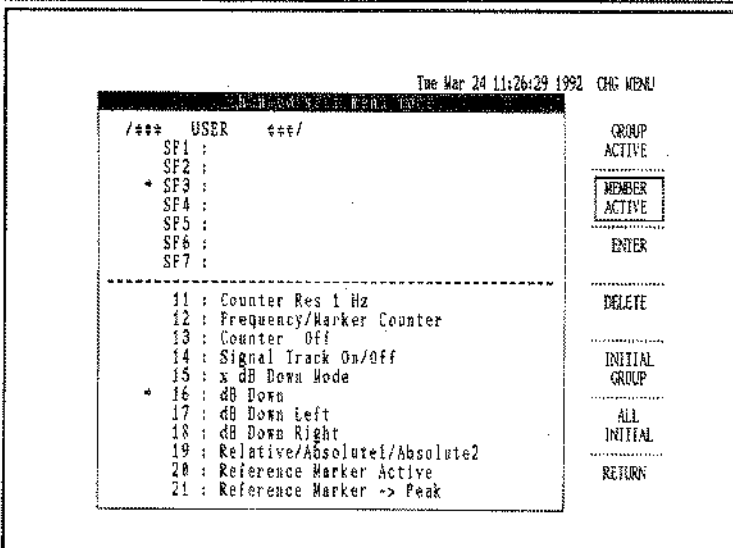 Tue Mar 24 11:26:29 1992 CHG MENU
/*** USER ***/
SF1 :
SF2 :
* SF3 :
SF4 :
SF5 :
SF6 :
SF7 :
11 : Counter Res 1 Hz
12 : Frequency/Marker Counter
13 : Counter Off
14 : Signal Track On/Off
15 : x dB Down Mode
* 16 : dB Down
17 : dB Down Left
18 : dB Down Right
19 : Relative/Absolute1/Absolute2
20 : Reference Marker Active
21 : Reference Marker -> Peak
GROUP
ACTIVE
MEMBER
ACTIVE
ENTER
DELETE
INITIAL
GROUP
ALL
INITIAL
RETURN